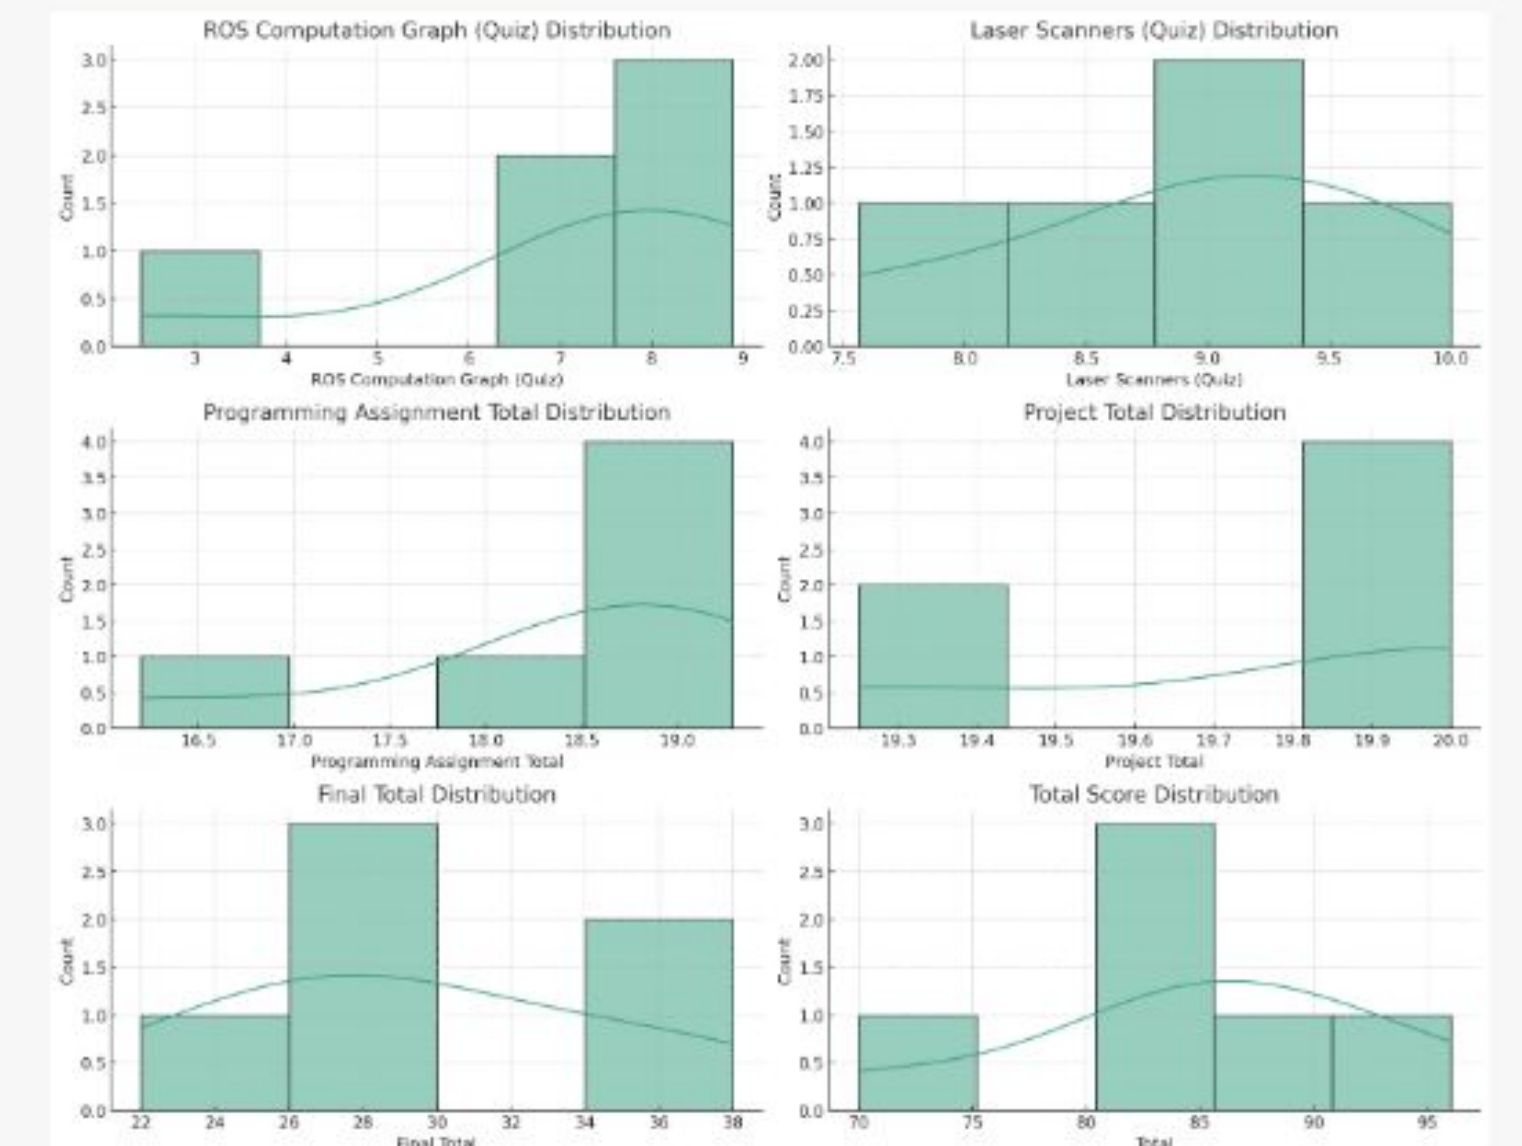 ROS Computation Graph (Quiz) Distribution
3.0
2.5
2.0
1.5
1.0
0.5
0.0
Count
3 4 5 6 7 8 9
ROS Computation Graph (Quiz)
Laser Scanners (Quiz) Distribution
2.00
1.75
1.50
1.25
1.00
0.75
0.50
0.25
0.00
Count
7.5 8.0 8.5 9.0 9.5 10.0
Laser Scanners (Quiz)
Programming Assignment Total Distribution
4.0
3.5
3.0
2.5
2.0
1.5
1.0
0.5
0.0
Count
16.5 17.0 17.5 18.0 18.5 19.0
Programming Assignment Total
Project Total Distribution
4.0
3.5
3.0
2.5
2.0
1.5
1.0
0.5
0.0
Count
19.3 19.4 19.5 19.6 19.7 19.8 19.9 20.0
Project Total
Final Total Distribution
3.0
2.5
2.0
1.5
1.0
0.5
0.0
Count
22 24 26 28 30 32 34 36 38
Final Total
Total Score Distribution
3.0
2.5
2.0
1.5
1.0
0.5
0.0
Count
70 75 80 85 90 95
Total